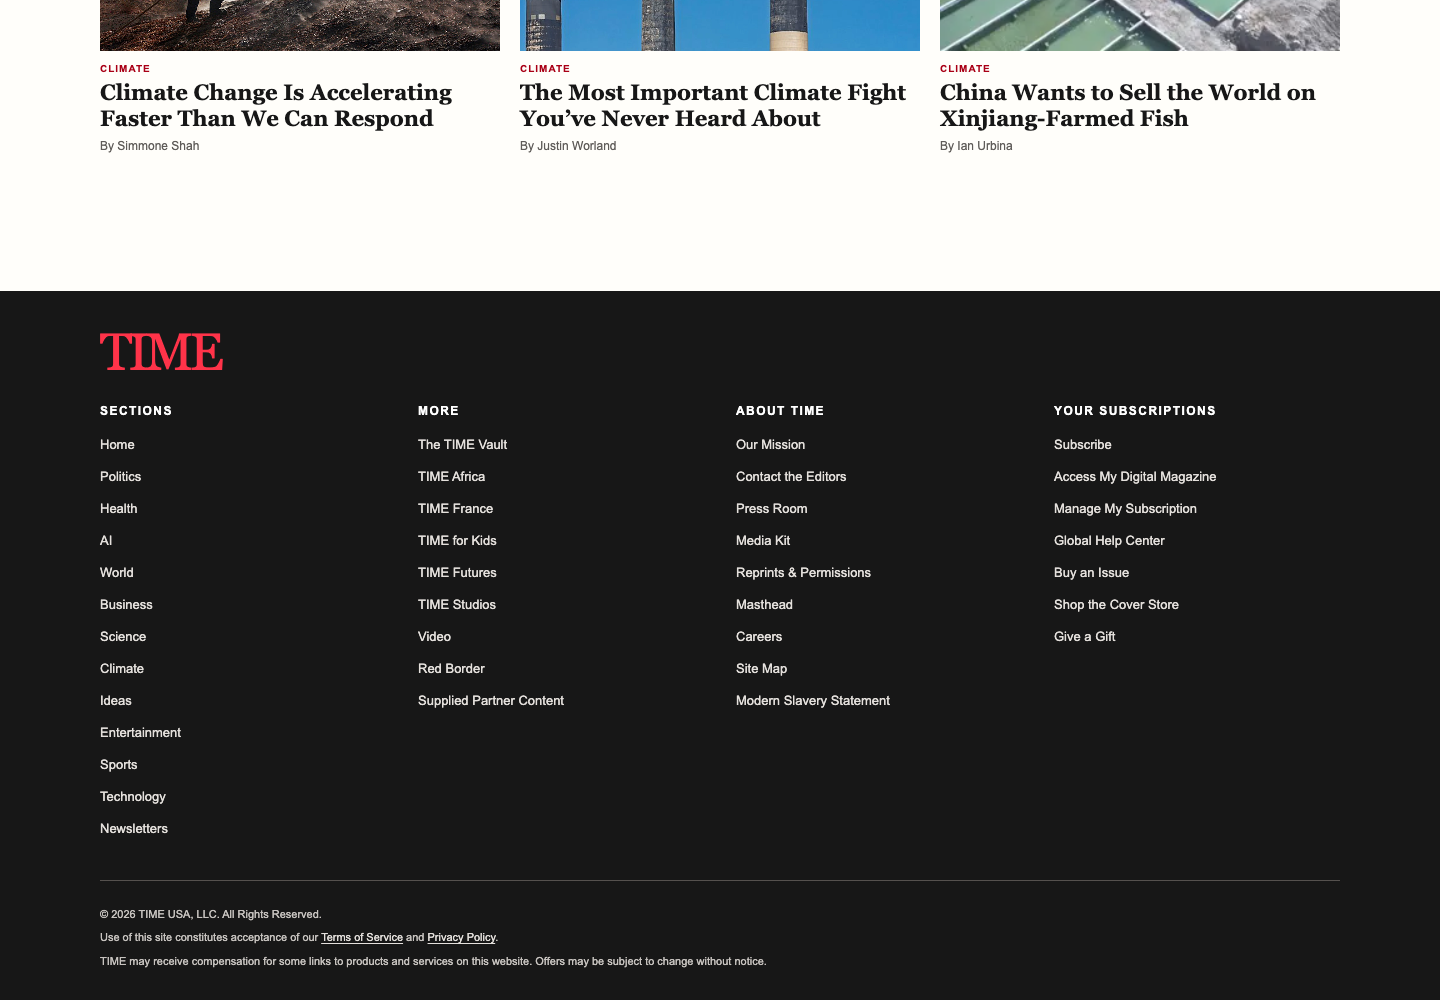 CLIMATE
Climate Change Is Accelerating
Faster Than We Can Respond
By Simmone Shah
CLIMATE
The Most Important Climate Fight
You’ve Never Heard About
By Justin Worland
CLIMATE
China Wants to Sell the World on
Xinjiang-Farmed Fish
By Ian Urbina
TIME
SECTIONS
Home
Politics
Health
AI
World
Business
Science
Climate
Ideas
Entertainment
Sports
Technology
Newsletters
MORE
The TIME Vault
TIME Africa
TIME France
TIME for Kids
TIME Futures
TIME Studios
Video
Red Border
Supplied Partner Content
ABOUT TIME
Our Mission
Contact the Editors
Press Room
Media Kit
Reprints & Permissions
Masthead
Careers
Site Map
Modern Slavery Statement
YOUR SUBSCRIPTIONS
Subscribe
Access My Digital Magazine
Manage My Subscription
Global Help Center
Buy an Issue
Shop the Cover Store
Give a Gift
© 2026 TIME USA, LLC. All Rights Reserved.
Use of this site constitutes acceptance of our Terms of Service and Privacy Policy.
TIME may receive compensation for some links to products and services on this website. Offers may be subject to change without notice.